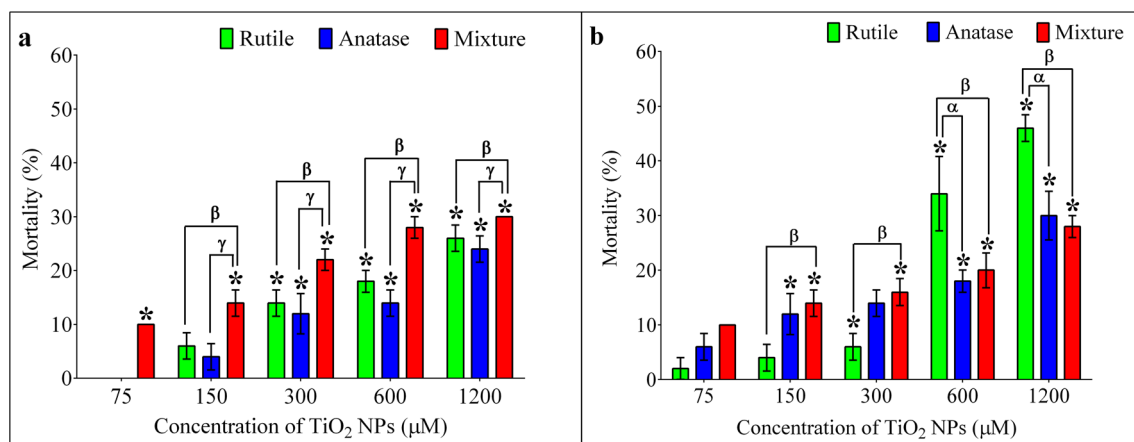 a
Rutile Anatase Mixture
60
50
40
30
20
10
0
Mortality (%)
β
γ
*
*
β
γ
*
*
*
β
γ
*
*
*
β
γ
*
*
*
*
75 150 300 600 1200
Concentration of TiO₂ NPs (μM)
b
Rutile Anatase Mixture
60
50
40
30
20
10
0
Mortality (%)
β
*
*
β
*
*
β
α
*
*
*
β
α
*
*
*
75 150 300 600 1200
Concentration of TiO₂ NPs (μM)